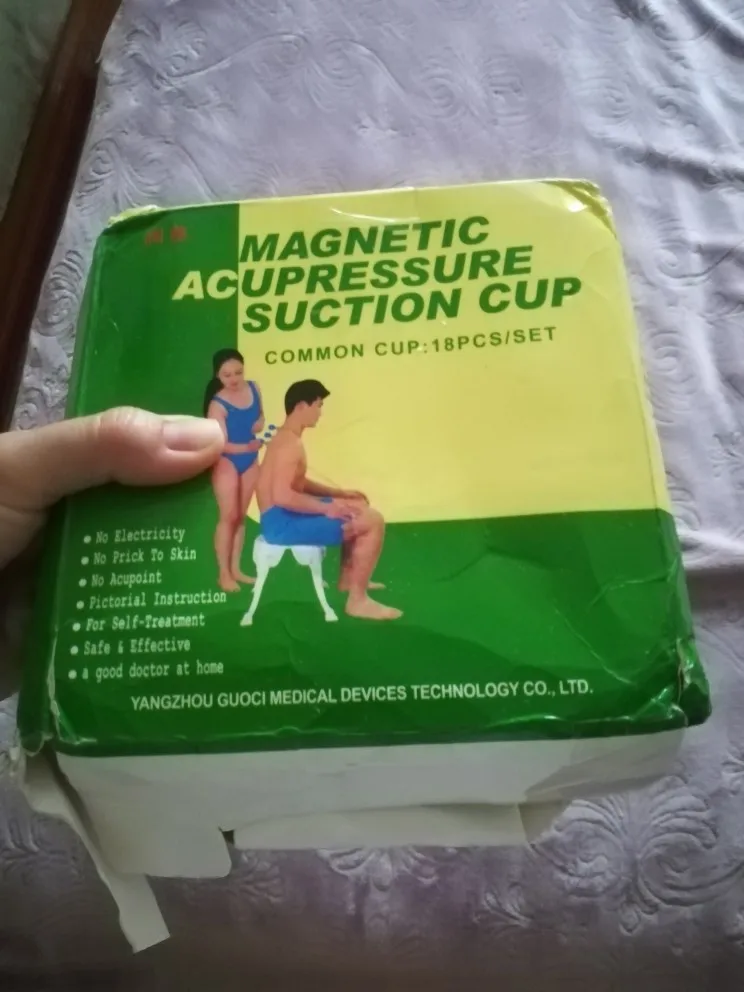 MAGNETIC
ACUPRESSURE
SUCTION CUP
COMMON CUP:18PCS/SET
● No Electricity
● No Prick To Skin
● No Acupoint
● Pictorial Instruction
● For Self-Treatment
● Safe & Effective
● a good doctor at home
YANGZHOU GUOCI MEDICAL DEVICES TECHNOLOGY CO., LTD.